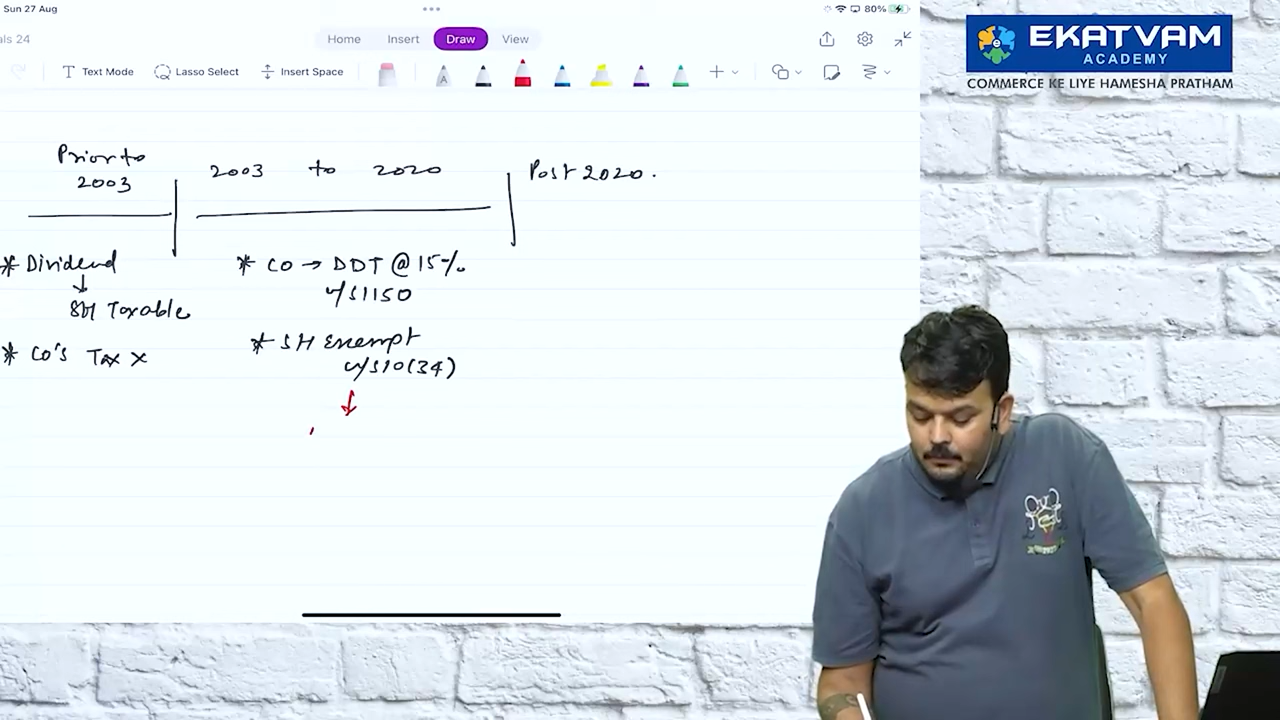 Sun 27 Aug
80%
als 24
Home
Insert
Draw
View
Text Mode
Lasso Select
Insert Space
A
EKATVAM
ACADEMY
COMMERCE KE LIYE HAMESHA PRATHAM
Prior to
2003
2003 to 2020
Post 2020.
* Dividend
↓
SH Taxable
* CO'S Tax x
* CO → DDT @ 15%
u/s 115O
* SH Exempt
u/s 10(34)
↓